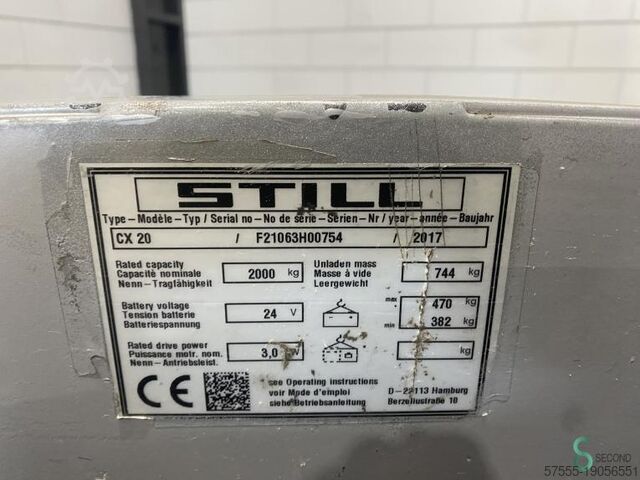 STILL
Type – Modèle – Typ / Serial no – No de série – Serien – Nr / year – année – Baujahr
CX 20 / F21063H00754 / 2017
Rated capacity
Capacité nominale
Nenn – Tragfähigkeit
2000 kg
Unladen mass
Masse à vide
Leergewicht
744 kg
Battery voltage
Tension batterie
Batteriespannung
24 V
max 470 kg
min 382 kg
Rated drive power
Puissance motr. nom.
Nenn – Antriebsleist.
3,0
kg
CE
see Operating instructions
voir Mode d'emploi
siehe Betriebsanleitung
D – 22113 Hamburg
Berzeliustraße 10
SECOND
57555-19056551